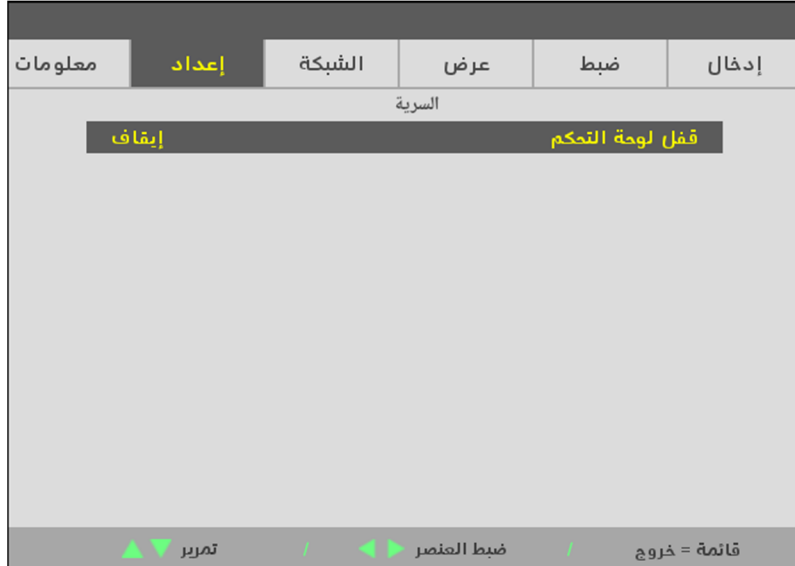 إدخال ضبط عرض الشبكة إعداد معلومات
السرية
قفل لوحة التحكم إيقاف
قائمة = خروج / ضبط العنصر / تمرير